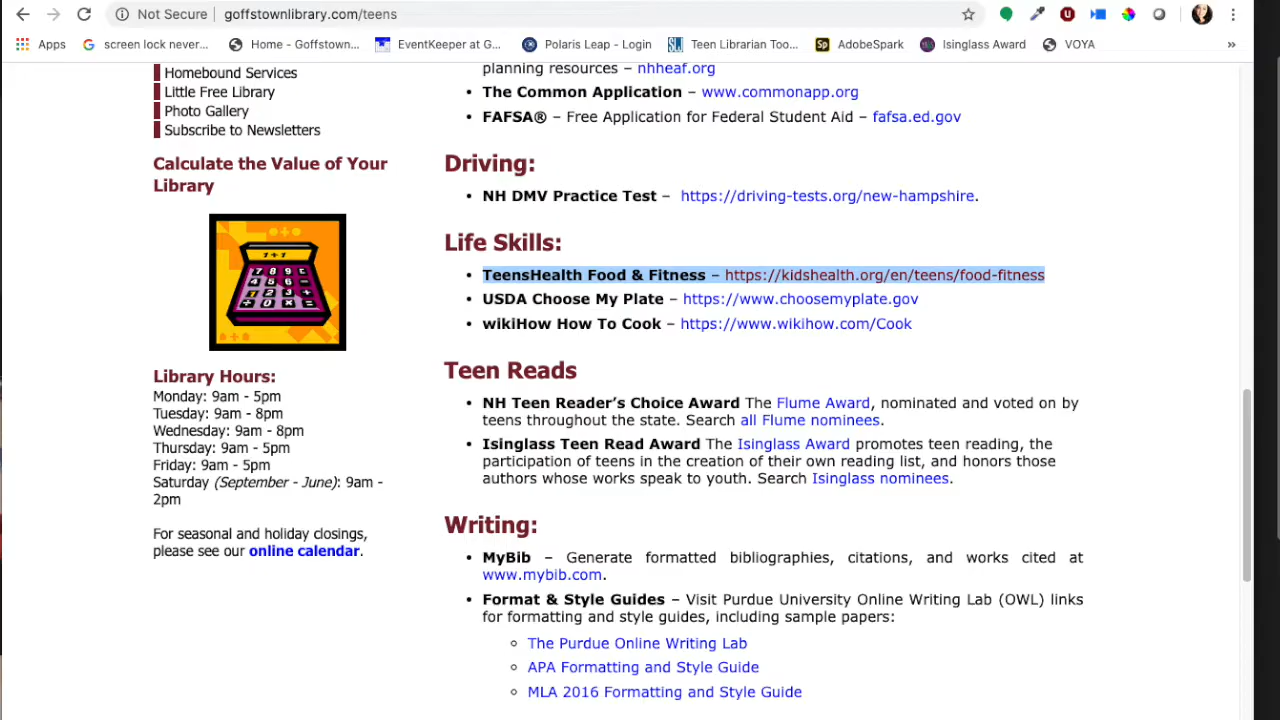 Not Secure goffstownlibrary.com/teens
Apps screen lock never... Home - Goffstown... EventKeeper at G... Polaris Leap - Login Teen Librarian Too... AdobeSpark Isinglass Award VOYA »
Homebound Services
Little Free Library
Photo Gallery
Subscribe to Newsletters
Calculate the Value of Your
Library
1+1
Library Hours:
Monday: 9am - 5pm
Tuesday: 9am - 8pm
Wednesday: 9am - 8pm
Thursday: 9am - 5pm
Friday: 9am - 5pm
Saturday (September - June): 9am -
2pm
For seasonal and holiday closings,
please see our online calendar.
planning resources – nhheaf.org
• The Common Application – www.commonapp.org
• FAFSA® – Free Application for Federal Student Aid – fafsa.ed.gov
Driving:
• NH DMV Practice Test – https://driving-tests.org/new-hampshire.
Life Skills:
• TeensHealth Food & Fitness – https://kidshealth.org/en/teens/food-fitness
• USDA Choose My Plate – https://www.choosemyplate.gov
• wikiHow How To Cook – https://www.wikihow.com/Cook
Teen Reads
• NH Teen Reader’s Choice Award The Flume Award, nominated and voted on by
teens throughout the state. Search all Flume nominees.
• Isinglass Teen Read Award The Isinglass Award promotes teen reading, the
participation of teens in the creation of their own reading list, and honors those
authors whose works speak to youth. Search Isinglass nominees.
Writing:
• MyBib – Generate formatted bibliographies, citations, and works cited at
www.mybib.com.
• Format & Style Guides – Visit Purdue University Online Writing Lab (OWL) links
for formatting and style guides, including sample papers:
The Purdue Online Writing Lab
APA Formatting and Style Guide
MLA 2016 Formatting and Style Guide